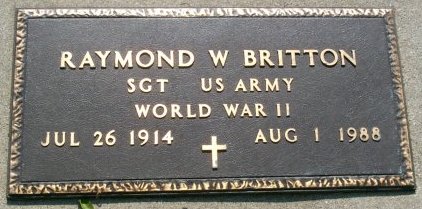 RAYMOND W BRITTON
SGT US ARMY
WORLD WAR II
JUL 26 1914 AUG 1 1988